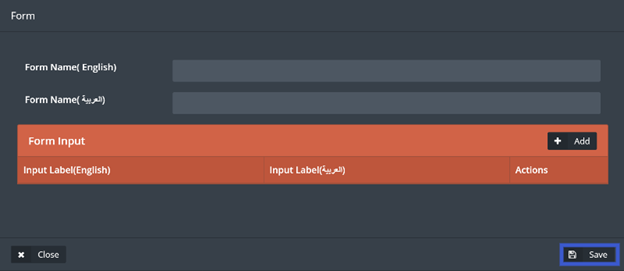 Form
Form Name( English)
Form Name( العربية)
Form Input
Add
Input Label(English) Input Label(العربية) Actions
Close Save